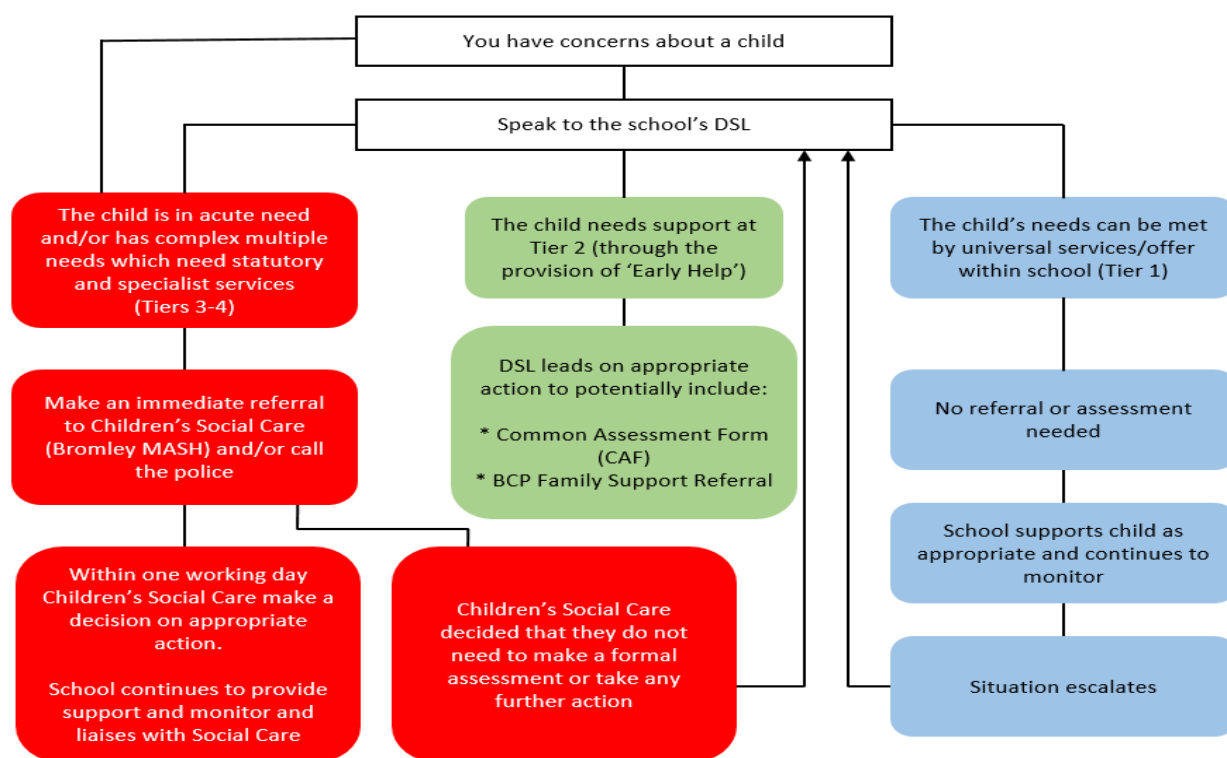 You have concerns about a child
Speak to the school’s DSL
The child is in acute need
and/or has complex multiple
needs which need statutory
and specialist services
(Tiers 3-4)
The child needs support at
Tier 2 (through the
provision of ‘Early Help’)
The child’s needs can be met
by universal services/offer
within school (Tier 1)
Make an immediate referral
to Children’s Social Care
(Bromley MASH) and/or call
the police
DSL leads on appropriate
action to potentially include:
* Common Assessment Form
(CAF)
* BCP Family Support Referral
No referral or assessment
needed
School supports child as
appropriate and continues to
monitor
Within one working day
Children’s Social Care make a
decision on appropriate
action.
School continues to provide
support and monitor and
liaises with Social Care
Children’s Social Care
decided that they do not
need to make a formal
assessment or take any
further action
Situation escalates